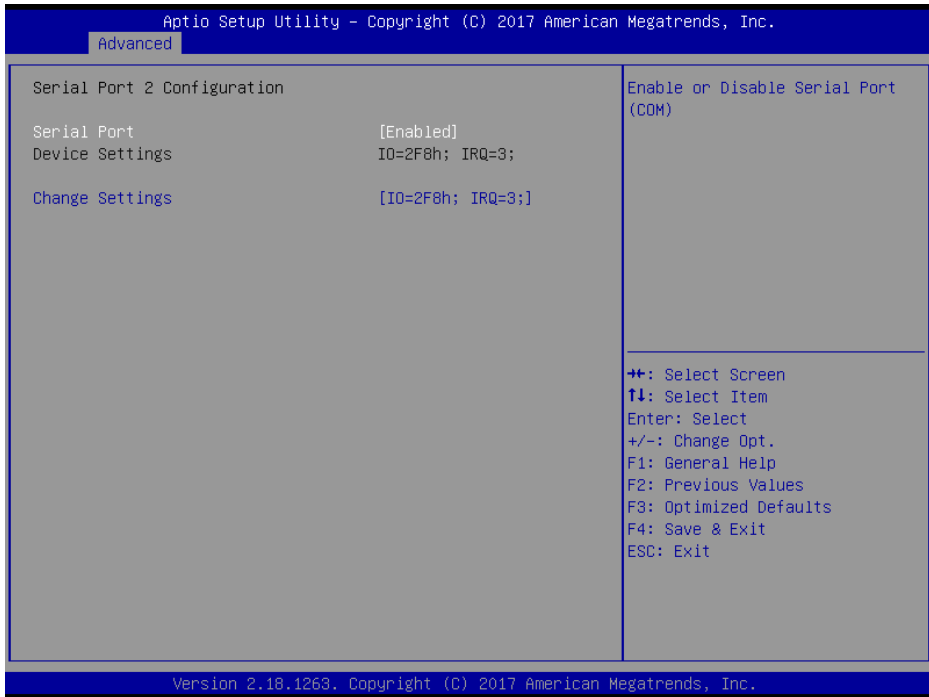 Aptio Setup Utility – Copyright (C) 2017 American Megatrends, Inc.
Advanced
Serial Port 2 Configuration
Serial Port [Enabled]
Device Settings IO=2F8h; IRQ=3;
Change Settings [IO=2F8h; IRQ=3;]
Enable or Disable Serial Port
(COM)
→←: Select Screen
↑↓: Select Item
Enter: Select
+/-: Change Opt.
F1: General Help
F2: Previous Values
F3: Optimized Defaults
F4: Save & Exit
ESC: Exit
Version 2.18.1263. Copyright (C) 2017 American Megatrends, Inc.